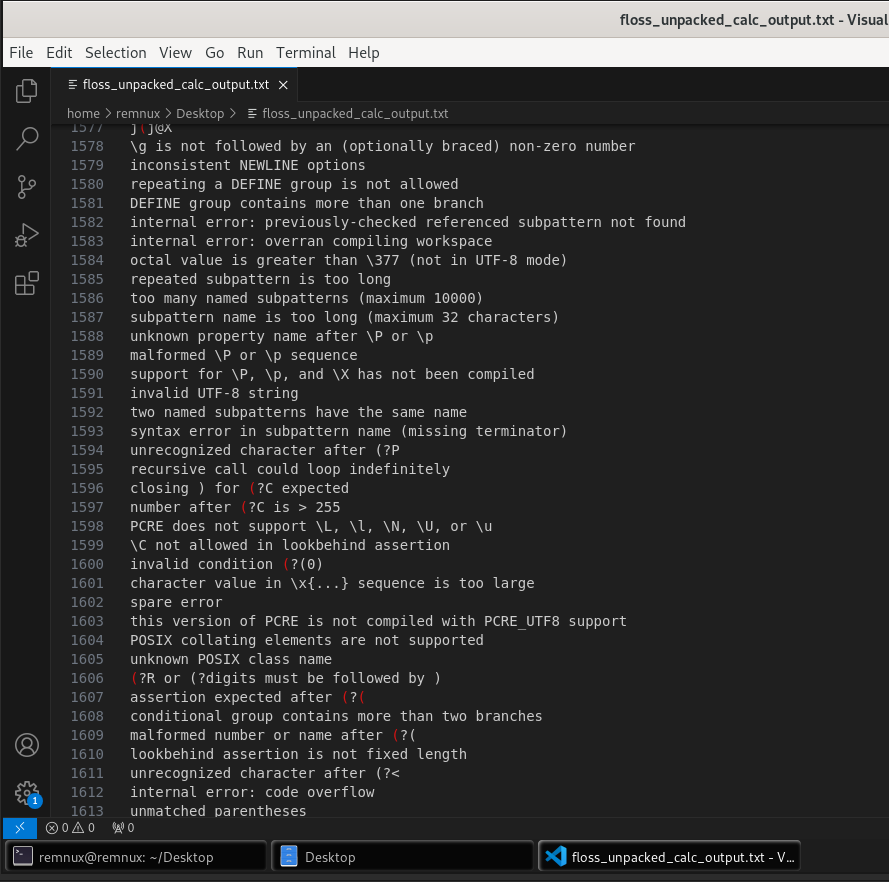 floss_unpacked_calc_output.txt - Visual
File Edit Selection View Go Run Terminal Help
floss_unpacked_calc_output.txt
home > remnux > Desktop > floss_unpacked_calc_output.txt
1577 j(j@X
1578 \g is not followed by an (optionally braced) non-zero number
1579 inconsistent NEWLINE options
1580 repeating a DEFINE group is not allowed
1581 DEFINE group contains more than one branch
1582 internal error: previously-checked referenced subpattern not found
1583 internal error: overran compiling workspace
1584 octal value is greater than \377 (not in UTF-8 mode)
1585 repeated subpattern is too long
1586 too many named subpatterns (maximum 10000)
1587 subpattern name is too long (maximum 32 characters)
1588 unknown property name after \P or \p
1589 malformed \P or \p sequence
1590 support for \P, \p, and \X has not been compiled
1591 invalid UTF-8 string
1592 two named subpatterns have the same name
1593 syntax error in subpattern name (missing terminator)
1594 unrecognized character after (?P
1595 recursive call could loop indefinitely
1596 closing ) for (?C expected
1597 number after (?C is > 255
1598 PCRE does not support \L, \l, \N, \U, or \u
1599 \C not allowed in lookbehind assertion
1600 invalid condition (?(0)
1601 character value in \x{...} sequence is too large
1602 spare error
1603 this version of PCRE is not compiled with PCRE_UTF8 support
1604 POSIX collating elements are not supported
1605 unknown POSIX class name
1606 (?R or (?digits must be followed by )
1607 assertion expected after (?(
1608 conditional group contains more than two branches
1609 malformed number or name after (?(
1610 lookbehind assertion is not fixed length
1611 unrecognized character after (?<
1612 internal error: code overflow
1613 unmatched parentheses
1
0 0 0
remnux@remnux: ~/Desktop Desktop floss_unpacked_calc_output.txt - V...